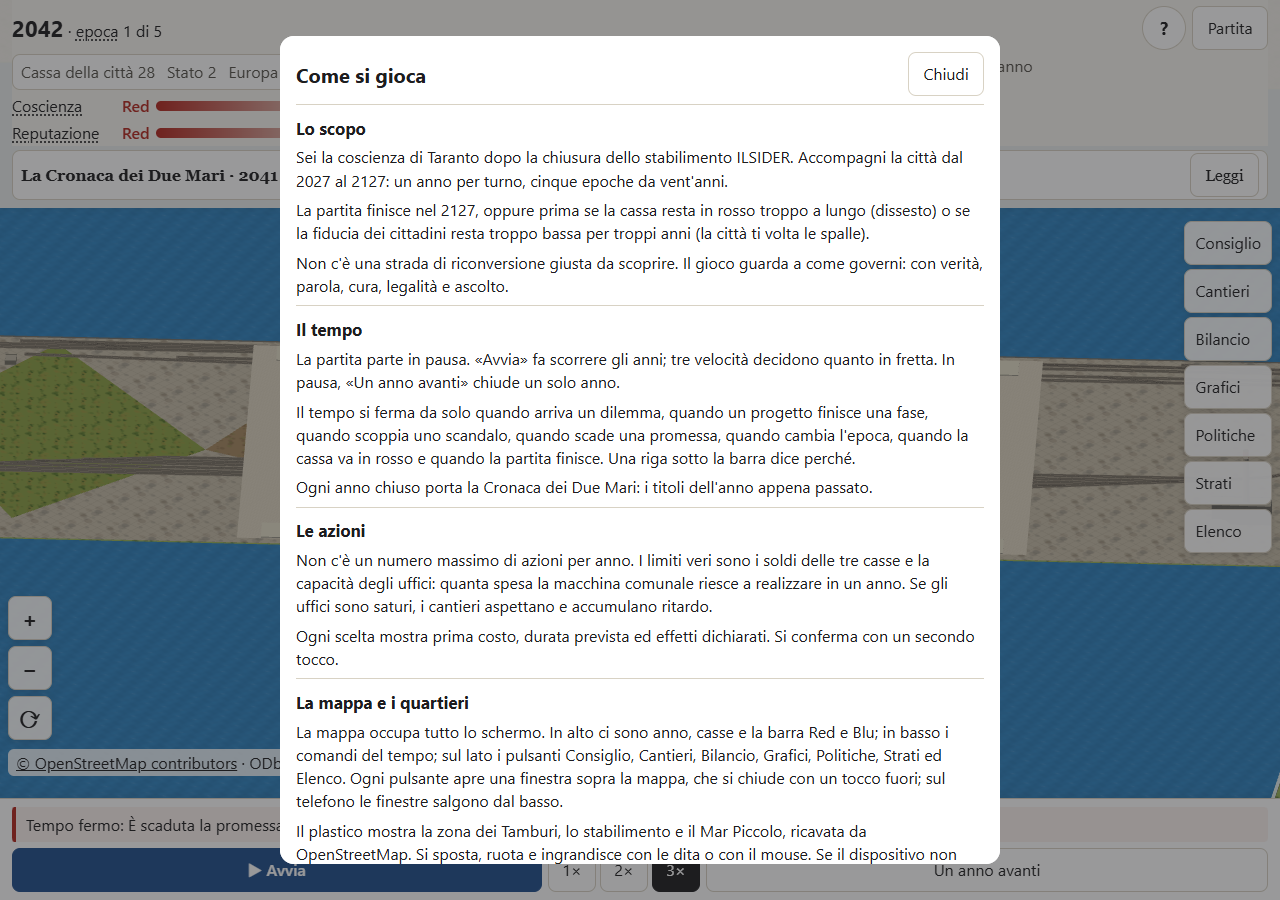 2042 · epoca 1 di 5
?
Partita
Cassa della città 28 Stato 2 Europa
anno
Coscienza Red
Reputazione Red
La Cronaca dei Due Mari · 2041
Leggi
Come si gioca
Chiudi
Lo scopo
Sei la coscienza di Taranto dopo la chiusura dello stabilimento ILSIDER. Accompagni la città dal
2027 al 2127: un anno per turno, cinque epoche da vent'anni.
La partita finisce nel 2127, oppure prima se la cassa resta in rosso troppo a lungo (dissesto) o se
la fiducia dei cittadini resta troppo bassa per troppi anni (la città ti volta le spalle).
Non c'è una strada di riconversione giusta da scoprire. Il gioco guarda a come governi: con verità,
parola, cura, legalità e ascolto.
Il tempo
La partita parte in pausa. «Avvia» fa scorrere gli anni; tre velocità decidono quanto in fretta. In
pausa, «Un anno avanti» chiude un solo anno.
Il tempo si ferma da solo quando arriva un dilemma, quando un progetto finisce una fase,
quando scoppia uno scandalo, quando scade una promessa, quando cambia l'epoca, quando la
cassa va in rosso e quando la partita finisce. Una riga sotto la barra dice perché.
Ogni anno chiuso porta la Cronaca dei Due Mari: i titoli dell'anno appena passato.
Le azioni
Non c'è un numero massimo di azioni per anno. I limiti veri sono i soldi delle tre casse e la
capacità degli uffici: quanta spesa la macchina comunale riesce a realizzare in un anno. Se gli
uffici sono saturi, i cantieri aspettano e accumulano ritardo.
Ogni scelta mostra prima costo, durata prevista ed effetti dichiarati. Si conferma con un secondo
tocco.
La mappa e i quartieri
La mappa occupa tutto lo schermo. In alto ci sono anno, casse e la barra Red e Blu; in basso i
comandi del tempo; sul lato i pulsanti Consiglio, Cantieri, Bilancio, Grafici, Politiche, Strati ed
Elenco. Ogni pulsante apre una finestra sopra la mappa, che si chiude con un tocco fuori; sul
telefono le finestre salgono dal basso.
Il plastico mostra la zona dei Tamburi, lo stabilimento e il Mar Piccolo, ricavata da
OpenStreetMap. Si sposta, ruota e ingrandisce con le dita o con il mouse. Se il dispositivo non
Consiglio
Cantieri
Bilancio
Grafici
Politiche
Strati
Elenco
+
−
⟳
© OpenStreetMap contributors · ODb
Tempo fermo: È scaduta la promessa
▶ Avvia
1×
2×
3×
Un anno avanti